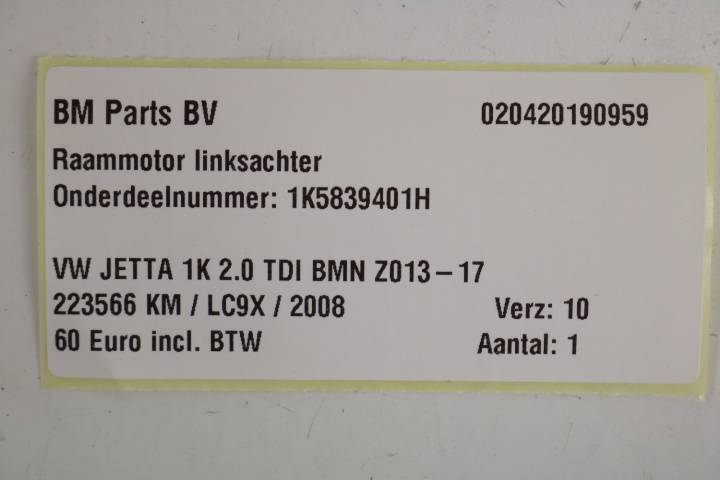 BM Parts BV 020420190959
Raammotor linksachter
Onderdeelnummer: 1K5839401H
VW JETTA 1K 2.0 TDI BMN Z013-17
223566 KM / LC9X / 2008 Verz: 10
60 Euro incl. BTW Aantal: 1